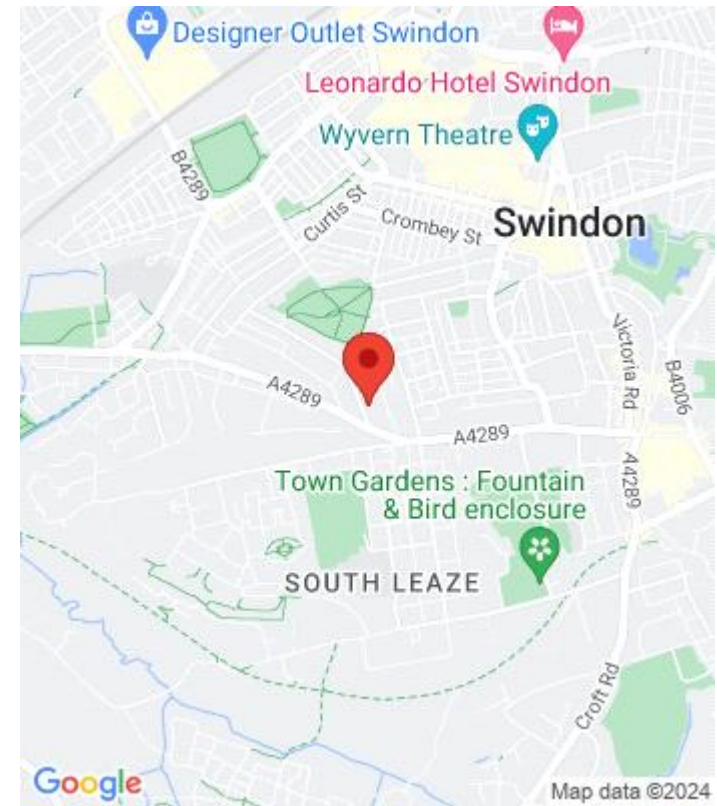 Designer Outlet Swindon
Leonardo Hotel Swindon
Wyvern Theatre
B4289
Curtis St
Crombey St
Swindon
Victoria Rd
B4006
A4289
A4289
A4289
Town Gardens : Fountain
& Bird enclosure
SOUTH LEAZE
Croft Rd
Google
Map data ©2024